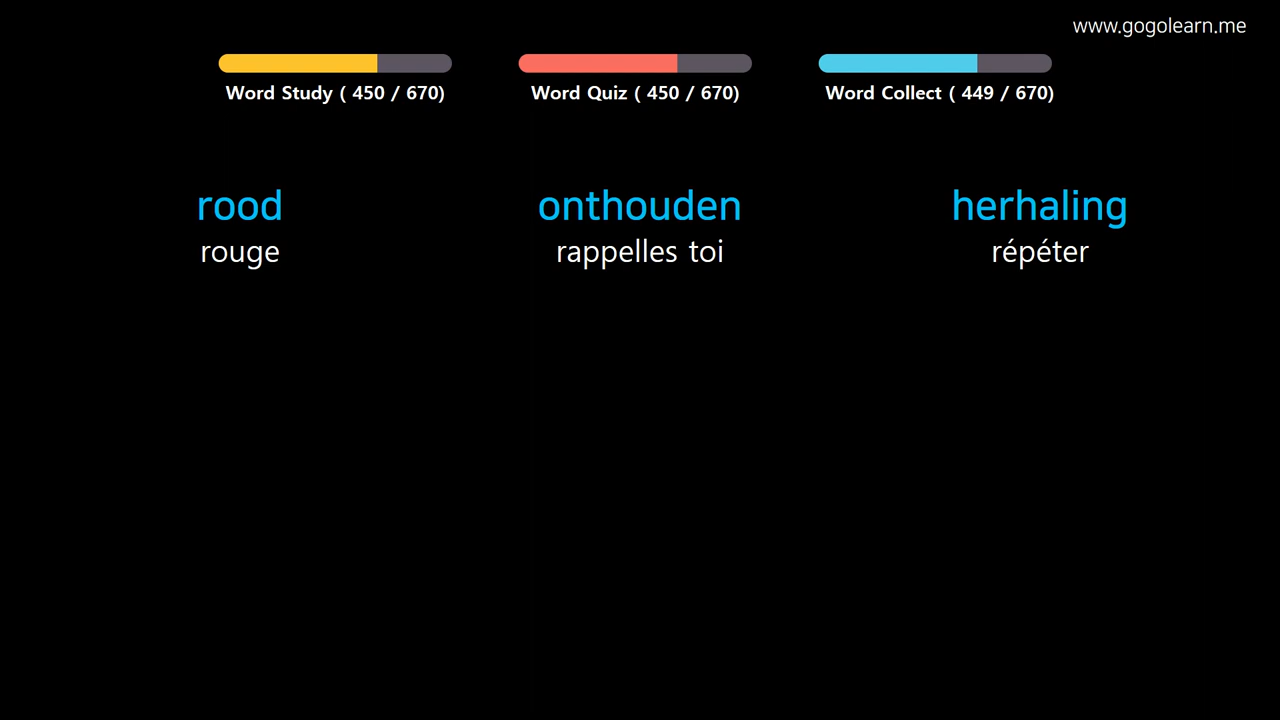 www.gogolearn.me
Word Study ( 450 / 670)
Word Quiz ( 450 / 670)
Word Collect ( 449 / 670)
rood
rouge
onthouden
rappelles toi
herhaling
répéter